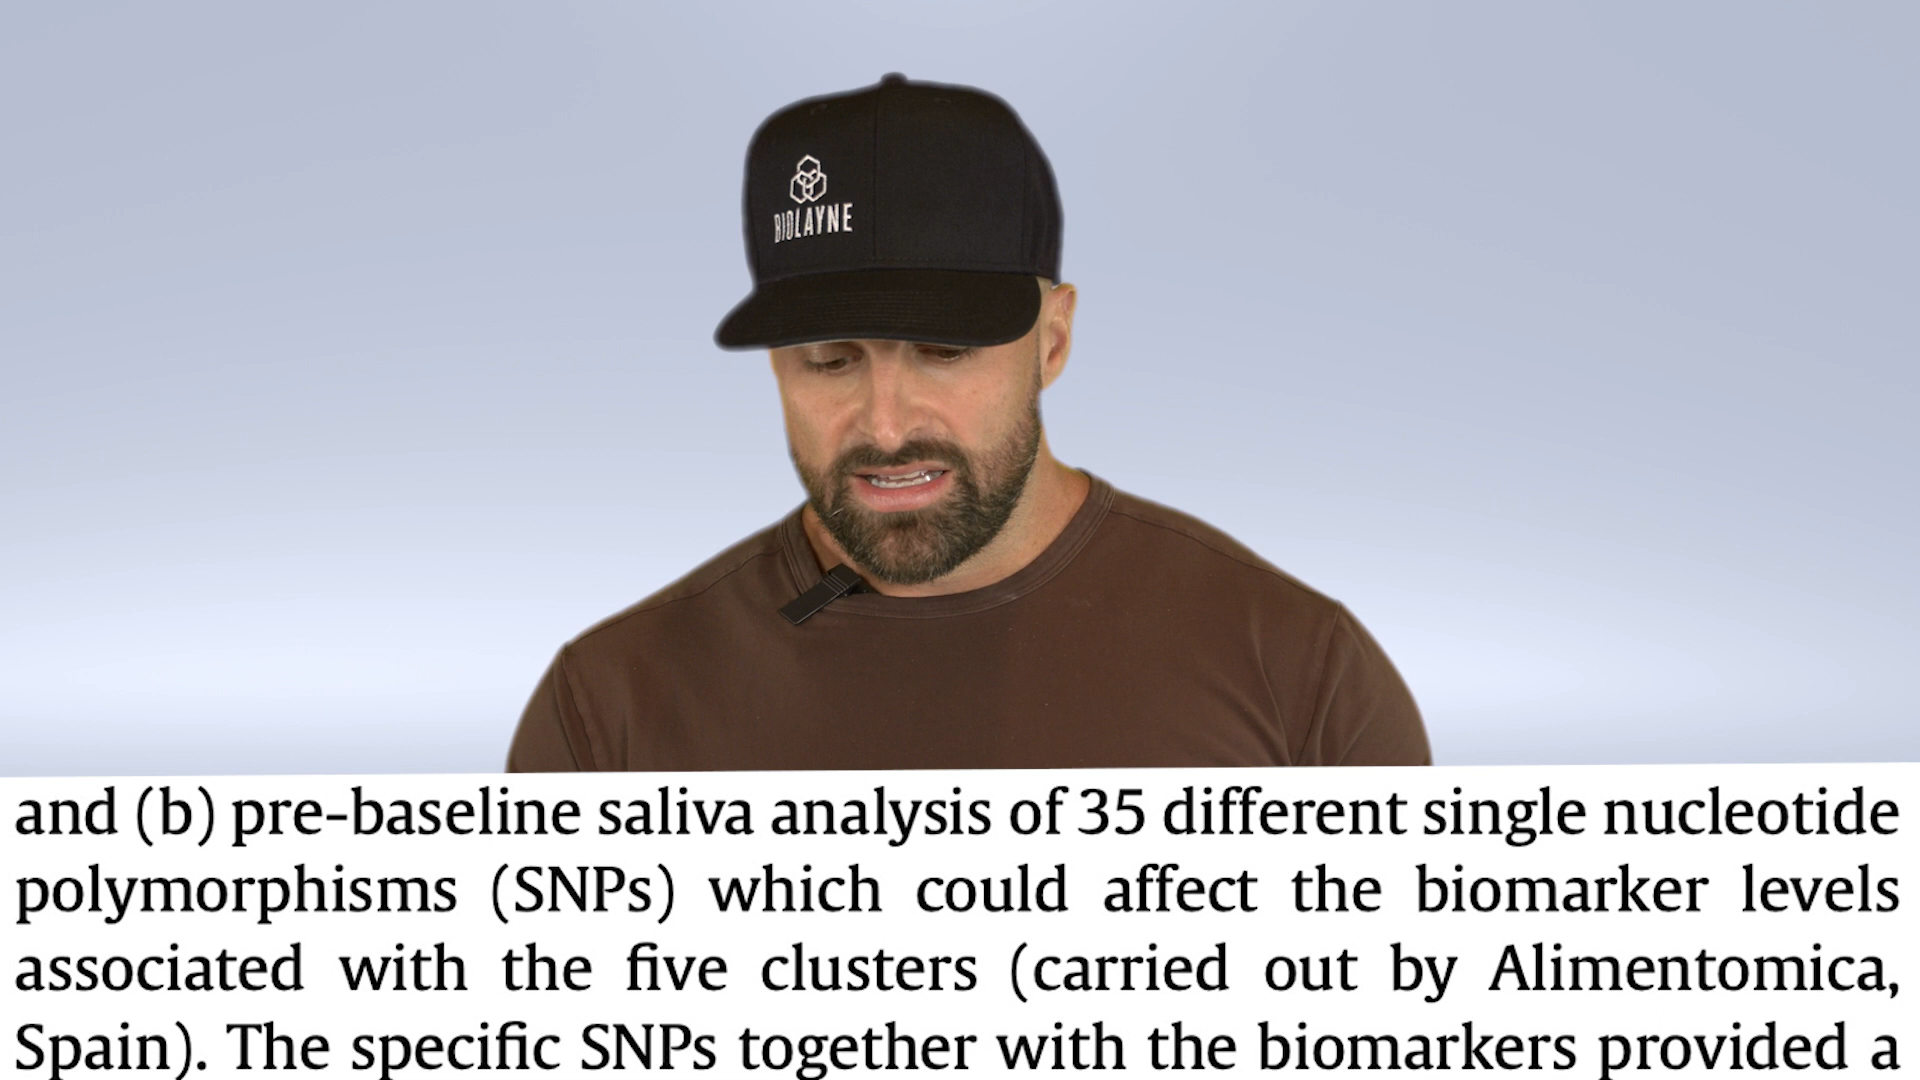 BIOLAYNE
and (b) pre-baseline saliva analysis of 35 different single nucleotide
polymorphisms (SNPs) which could affect the biomarker levels
associated with the five clusters (carried out by Alimentomica,
Spain). The specific SNPs together with the biomarkers provided a